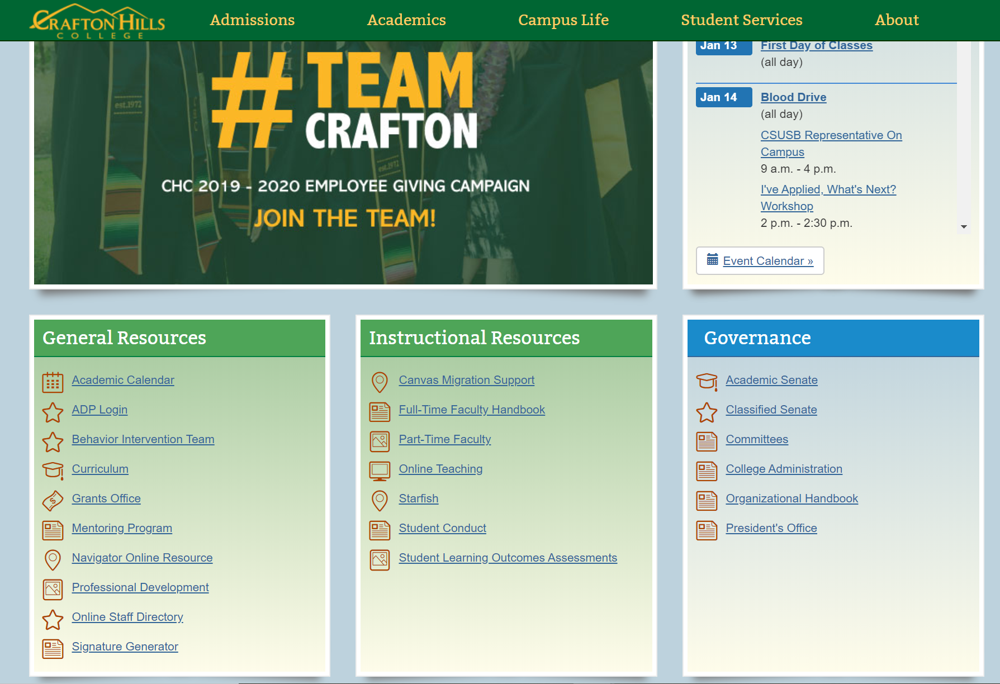 CRAFTON HILLS
COLLEGE
Admissions
Academics
Campus Life
Student Services
About
est.1972
est.1972
# TEAM
CRAFTON
CHC 2019 - 2020 EMPLOYEE GIVING CAMPAIGN
JOIN THE TEAM!
Jan 13
First Day of Classes
(all day)
Jan 14
Blood Drive
(all day)
CSUSB Representative On
Campus
9 a.m. - 4 p.m.
I've Applied, What's Next?
Workshop
2 p.m. - 2:30 p.m.
Event Calendar »
General Resources
Academic Calendar
ADP Login
Behavior Intervention Team
Curriculum
Grants Office
Mentoring Program
Navigator Online Resource
Professional Development
Online Staff Directory
Signature Generator
Instructional Resources
Canvas Migration Support
Full-Time Faculty Handbook
Part-Time Faculty
Online Teaching
Starfish
Student Conduct
Student Learning Outcomes Assessments
Governance
Academic Senate
Classified Senate
Committees
College Administration
Organizational Handbook
President's Office